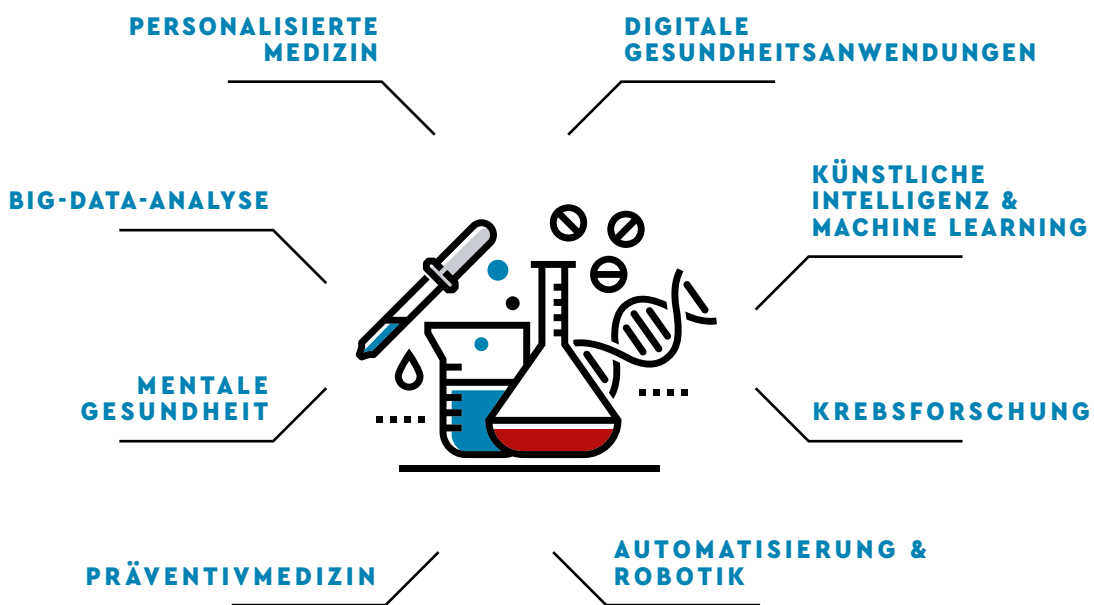 PERSONALISIERTE
MEDIZIN
DIGITALE
GESUNDHEITSANWENDUNGEN
BIG-DATA-ANALYSE
KÜNSTLICHE
INTELLIGENZ &
MACHINE LEARNING
MENTALE
GESUNDHEIT
KREBSFORSCHUNG
PRÄVENTIVMEDIZIN
AUTOMATISIERUNG &
ROBOTIK